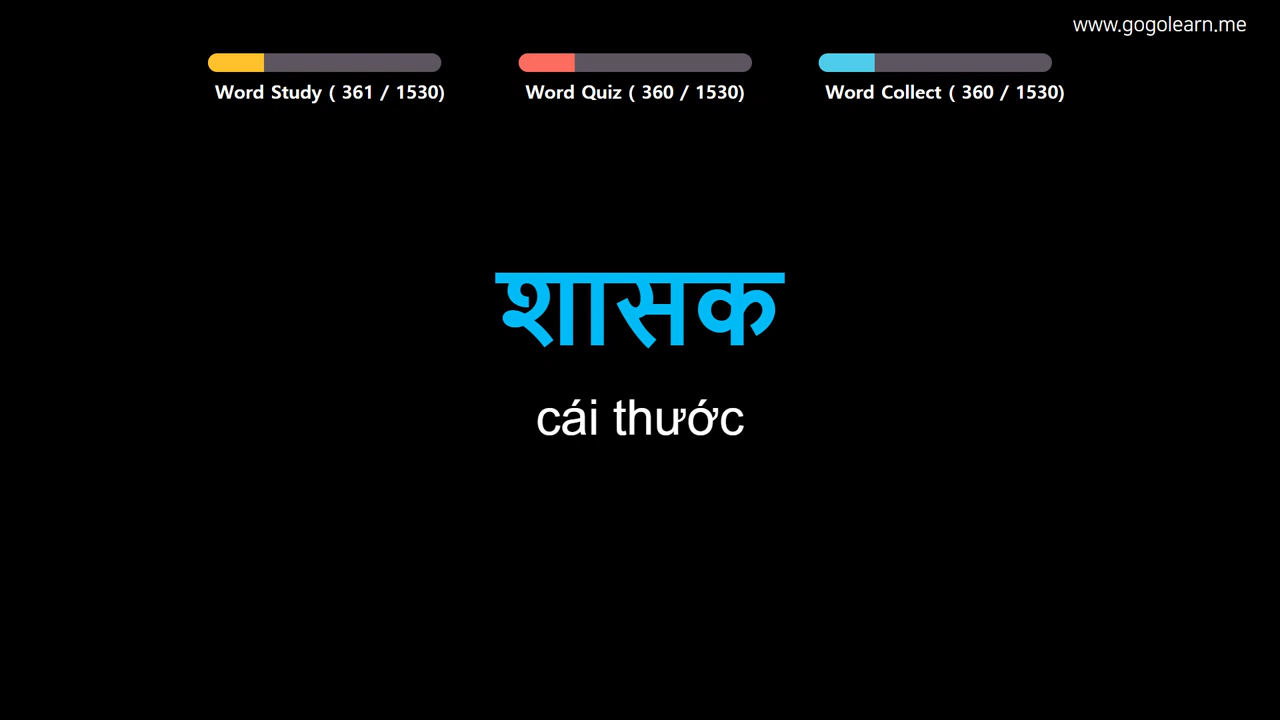 www.gogolearn.me
Word Study ( 361 / 1530)
Word Quiz ( 360 / 1530)
Word Collect ( 360 / 1530)
शासक
cái thước